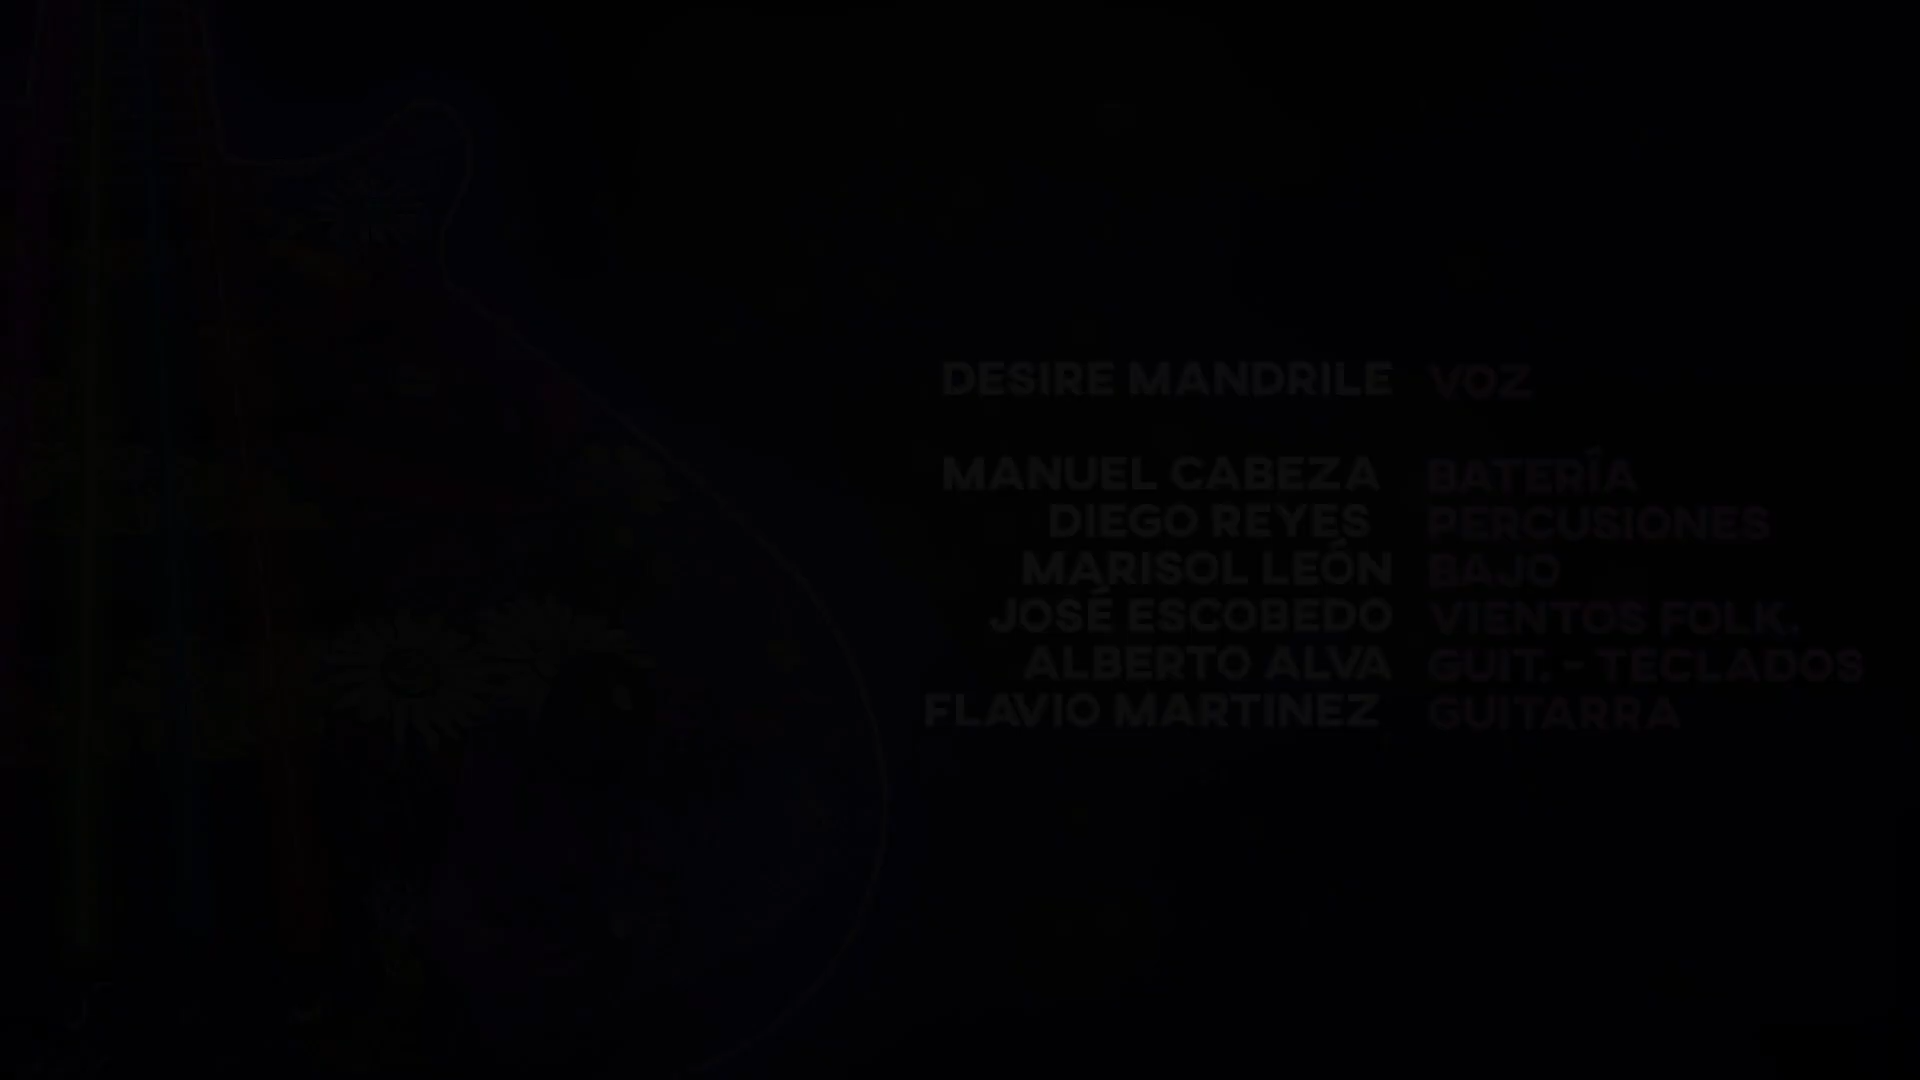 DESIRE MANDRILE VOZ
MANUEL CABEZA BATERÍA
DIEGO REYES PERCUSIONES
MARISOL LEÓN BAJO
JOSÉ ESCOBEDO VIENTOS FOLK.
ALBERTO ALVA GUIT. - TECLADOS
FLAVIO MARTINEZ GUITARRA